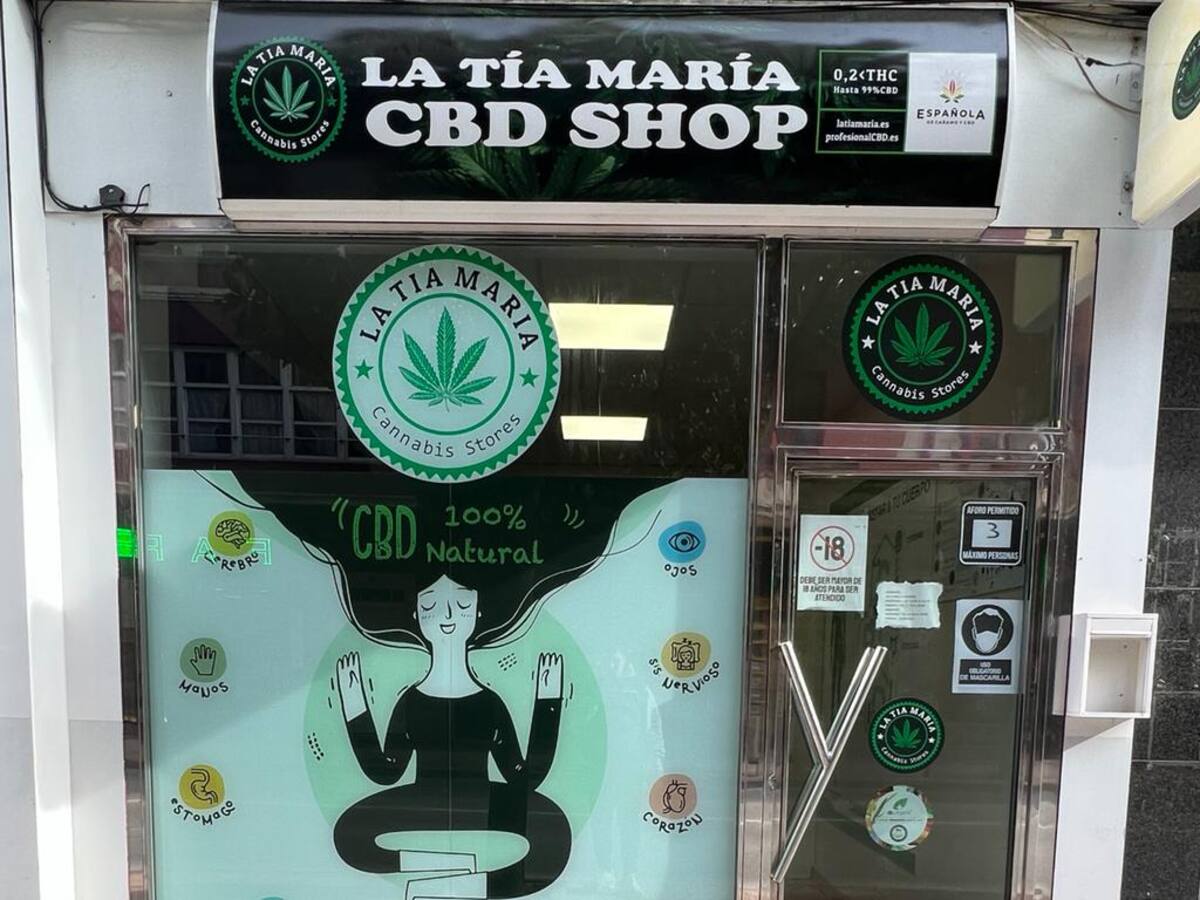 LA TIA MARIA
Cannabis Stores
LA TÍA MARÍA
CBD SHOP
0,2<THC
Hasta 99%CBD
latiamaria.es
profesionalCBD.es
ESPAÑOLA
DE CAÑAMO Y CBD
LA TIA MARIA
Cannabis Stores
LA TIA MARIA
Cannabis Stores
CBD 100%
Natural
CEREBRO
OJOS
MANOS
SIS NERVIOSO
ESTOMAGO
CORAZON
-18
DEBE SER MAYOR DE
18 AÑOS PARA SER
ATENDIDO
AFORO PERMITIDO
3
MÁXIMO PERSONAS
USO
OBLIGATORIO
DE MASCARILLA
LA TIA MARIA
Cannabis Stores